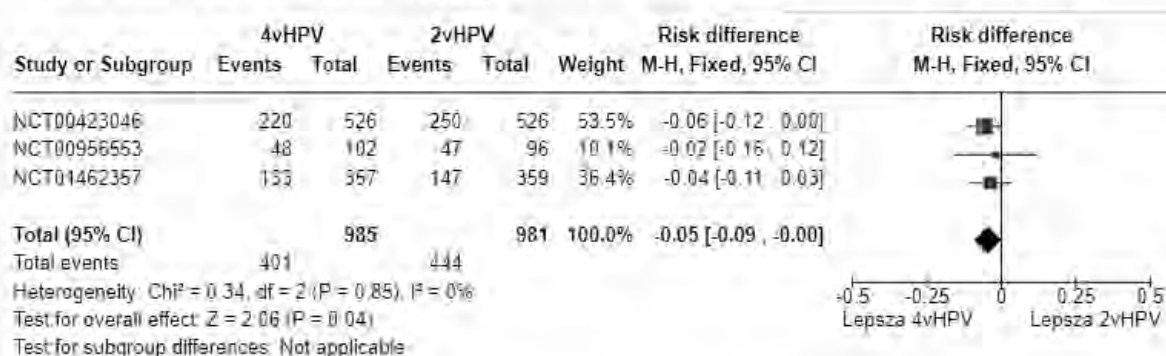 4vHPV 2vHPV Risk difference Risk difference
Study or Subgroup Events Total Events Total Weight M-H, Fixed, 95% CI M-H, Fixed, 95% CI
NCT00423046 220 526 250 526 53.5% -0.06 [-0.12 , 0.00]
NCT00956553 48 102 47 96 10.1% -0.02 [-0.16 , 0.12]
NCT01462357 133 357 147 359 36.4% -0.04 [-0.11 , 0.03]
Total (95% CI) 985 981 100.0% -0.05 [-0.09 , -0.00]
Total events 401 444
Heterogeneity: Chi² = 0.34, df = 2 (P = 0.85), I² = 0%
Test for overall effect: Z = 2.06 (P = 0.04)
Test for subgroup differences: Not applicable
-0.5 -0.25 0 0.25 0.5
Lepsza 4vHPV Lepsza 2vHPV